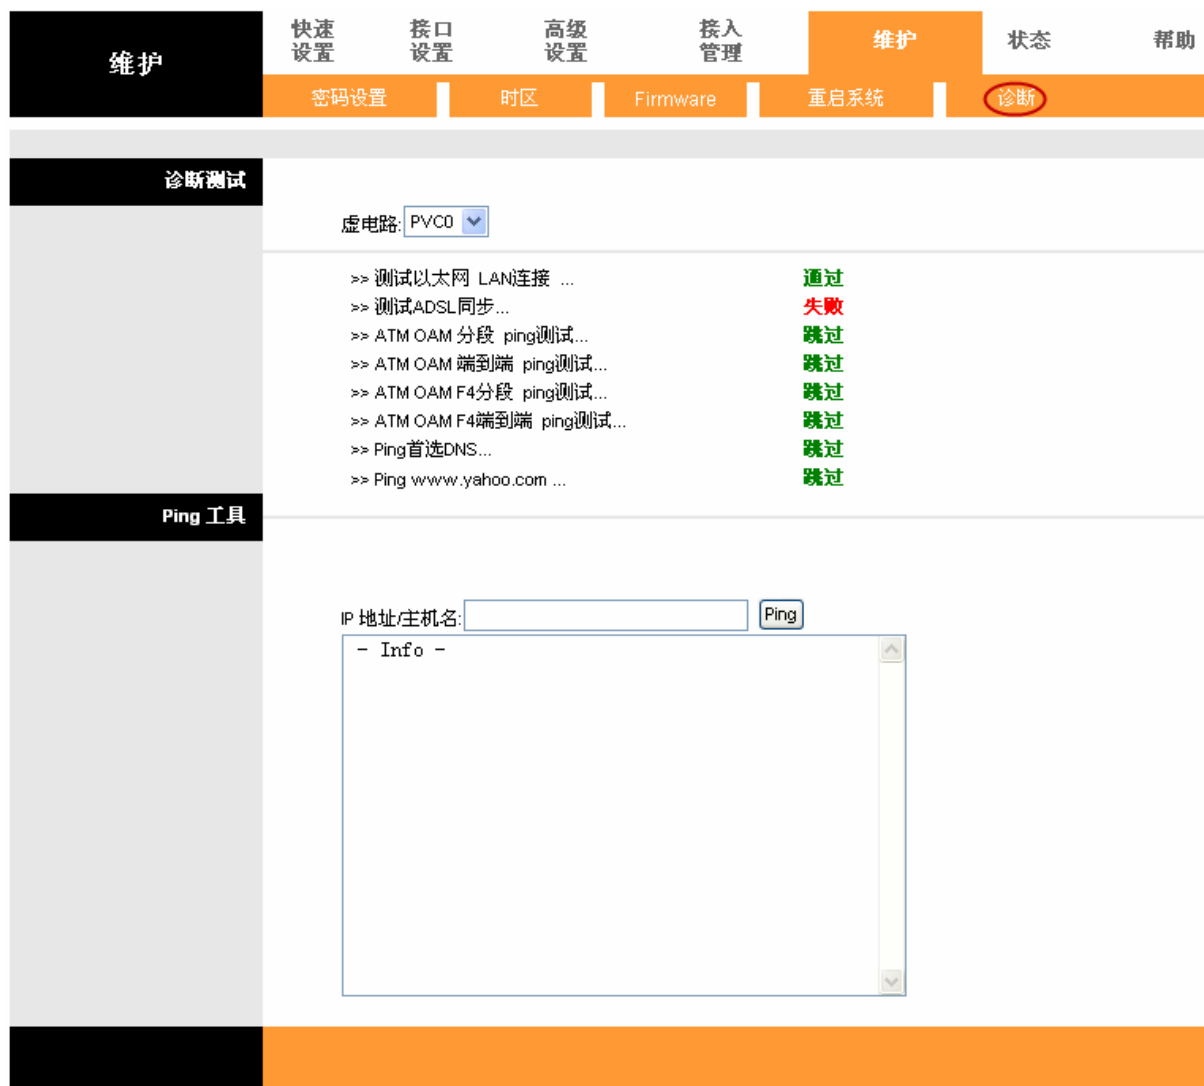 维护
快速设置 接口设置 高级设置 接入管理 维护 状态 帮助
密码设置 时区 Firmware 重启系统 诊断
诊断测试
虚电路: PVC0
>> 测试以太网 LAN连接 ... 通过
>> 测试ADSL同步... 失败
>> ATM OAM 分段 ping测试... 跳过
>> ATM OAM 端到端 ping测试... 跳过
>> ATM OAM F4分段 ping测试... 跳过
>> ATM OAM F4端到端 ping测试... 跳过
>> Ping首选DNS... 跳过
>> Ping www.yahoo.com ... 跳过
Ping 工具
IP 地址/主机名: Ping
- Info -